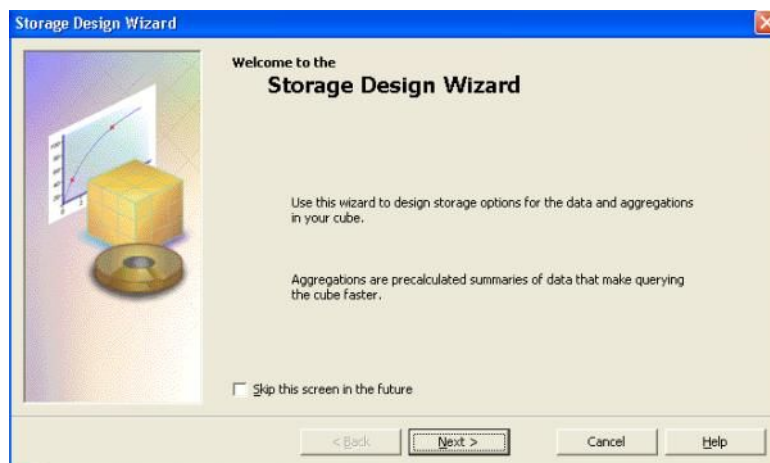 Storage Design Wizard
Welcome to the
Storage Design Wizard
Use this wizard to design storage options for the data and aggregations
in your cube.
Aggregations are precalculated summaries of data that make querying
the cube faster.
Skip this screen in the future
< Back
Next >
Cancel
Help